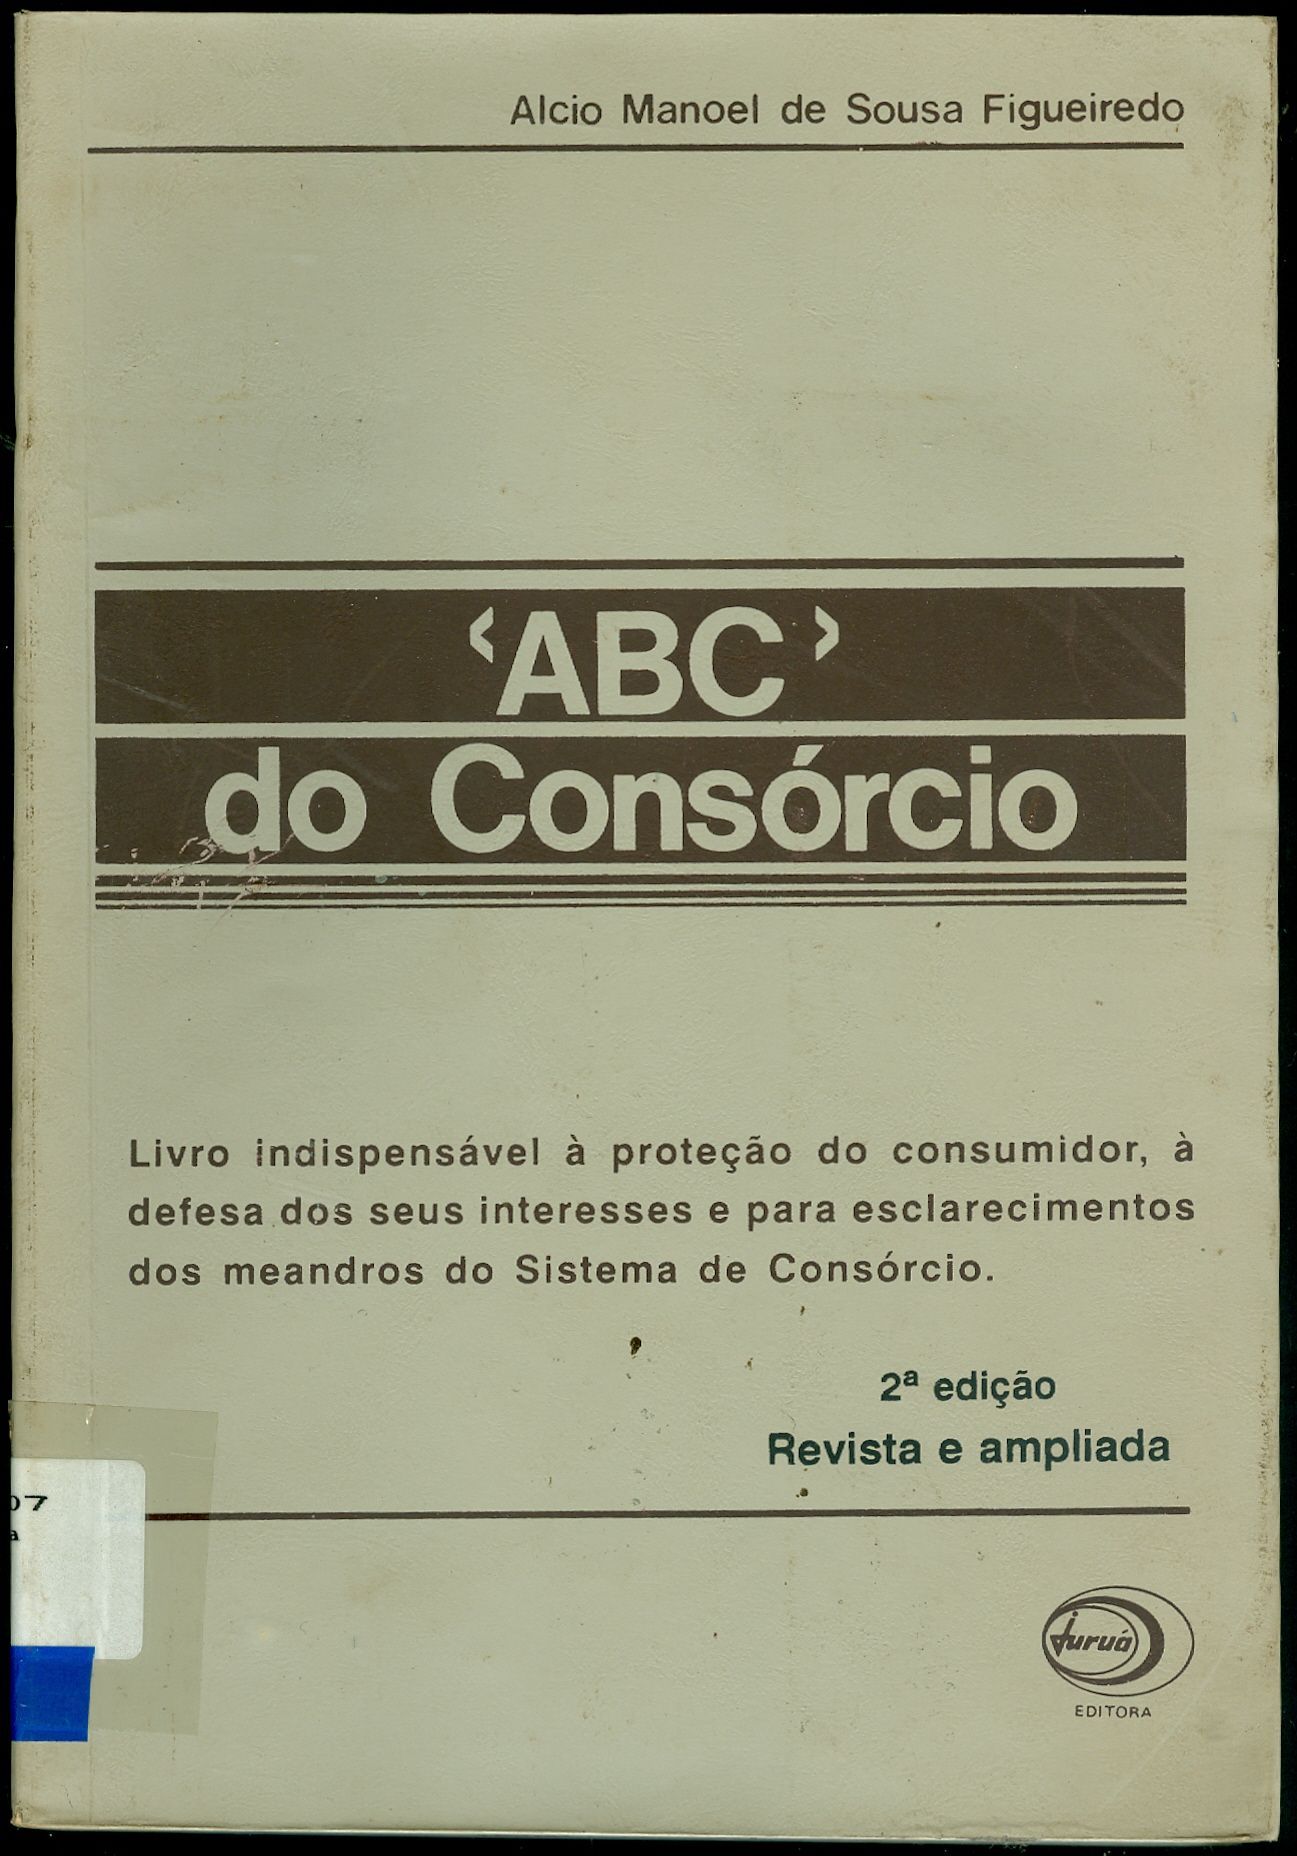 Alcio Manoel de Sousa Figueiredo
‹ABC›
do Consórcio
Livro indispensável à proteção do consumidor, à
defesa dos seus interesses e para esclarecimentos
dos meandros do Sistema de Consórcio.
2ª edição
Revista e ampliada
07
a
Juruá
EDITORA